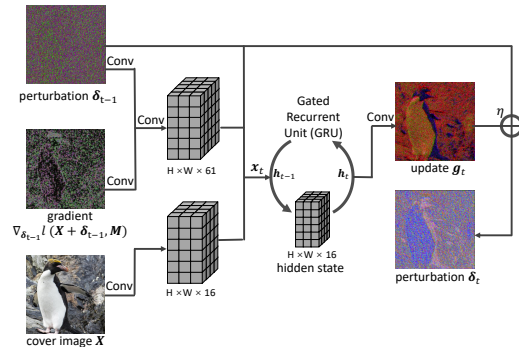 Conv
perturbation δt-1
Conv
H ×W × 61
gradient
∇δt-1 l (X + δt-1, M)
Conv
Conv
cover image X
H ×W × 16
xt
Gated
Recurrent
Unit (GRU)
ht-1
ht
H ×W × 16
hidden state
Conv
update gt
η
perturbation δt